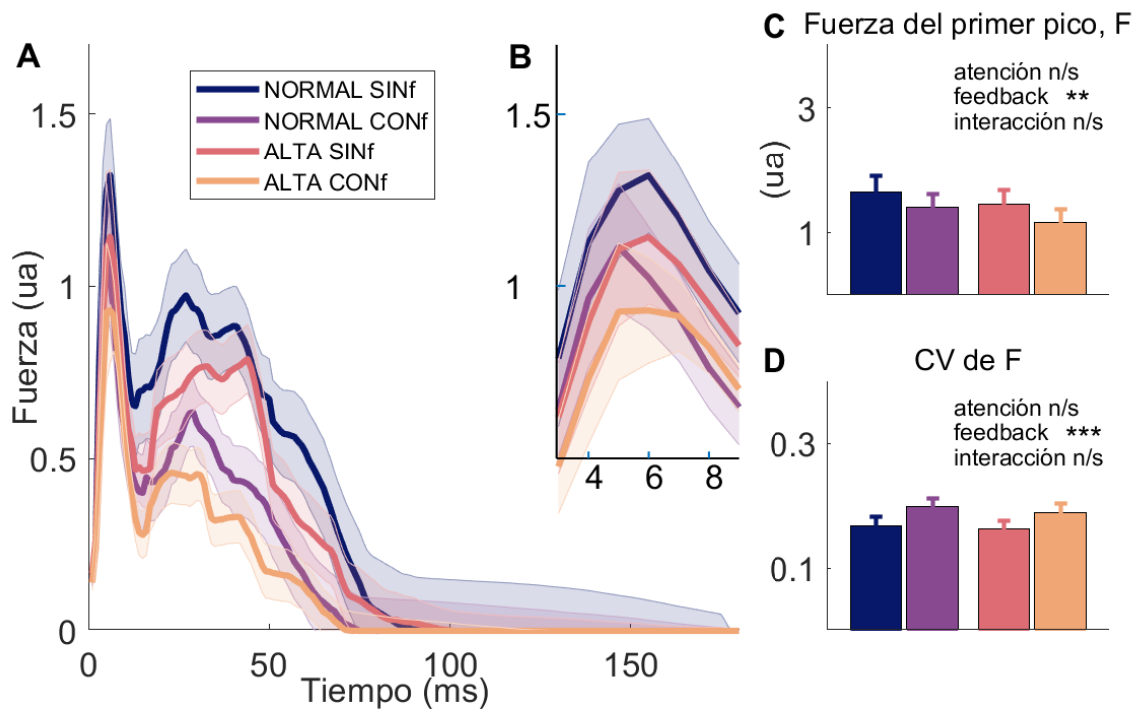 A
NORMAL SINf
NORMAL CONf
ALTA SINf
ALTA CONf
1.5
1
0.5
0
Fuerza (ua)
0
50
100
150
Tiempo (ms)
B
1.5
1
4
6
8
C Fuerza del primer pico, F
atención n/s
feedback **
interacción n/s
3
1
(ua)
D CV de F
atención n/s
feedback ***
interacción n/s
0.3
0.1